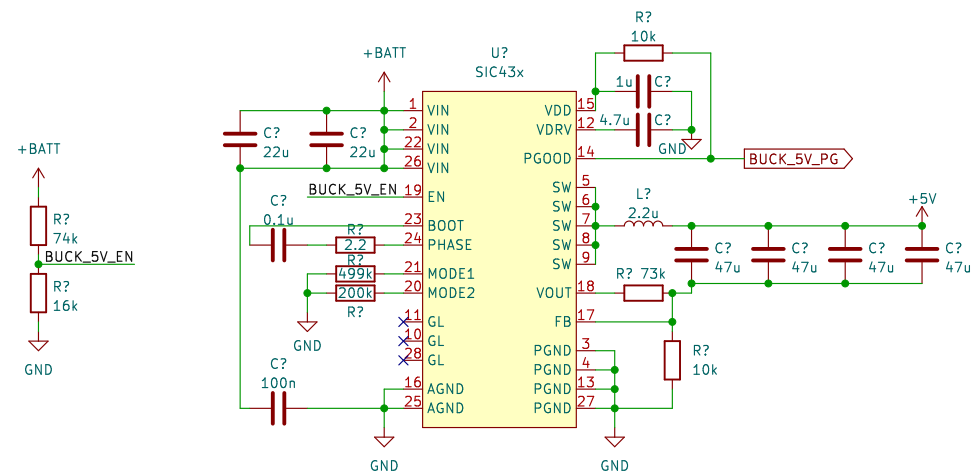 +BATT
R?
74k
BUCK_5V_EN
R?
16k
GND
+BATT
C?
22u
C?
22u
BUCK_5V_EN
C?
0.1u
R?
2.2
R?
499k
200k
R?
GND
C?
100n
GND
U?
SIC43x
1 VIN
2 VIN
22 VIN
26 VIN
19 EN
23 BOOT
24 PHASE
21 MODE1
20 MODE2
11 GL
10 GL
28 GL
16 AGND
25 AGND
VDD 15
VDRV 12
PGOOD 14
SW 5
SW 6
SW 7
SW 8
SW 9
VOUT 18
FB 17
PGND 3
PGND 4
PGND 13
PGND 27
R?
10k
1u C?
4.7u C?
GND
BUCK_5V_PG
L?
2.2u
+5V
C?
47u
C?
47u
C?
47u
C?
47u
R? 73k
R?
10k
GND